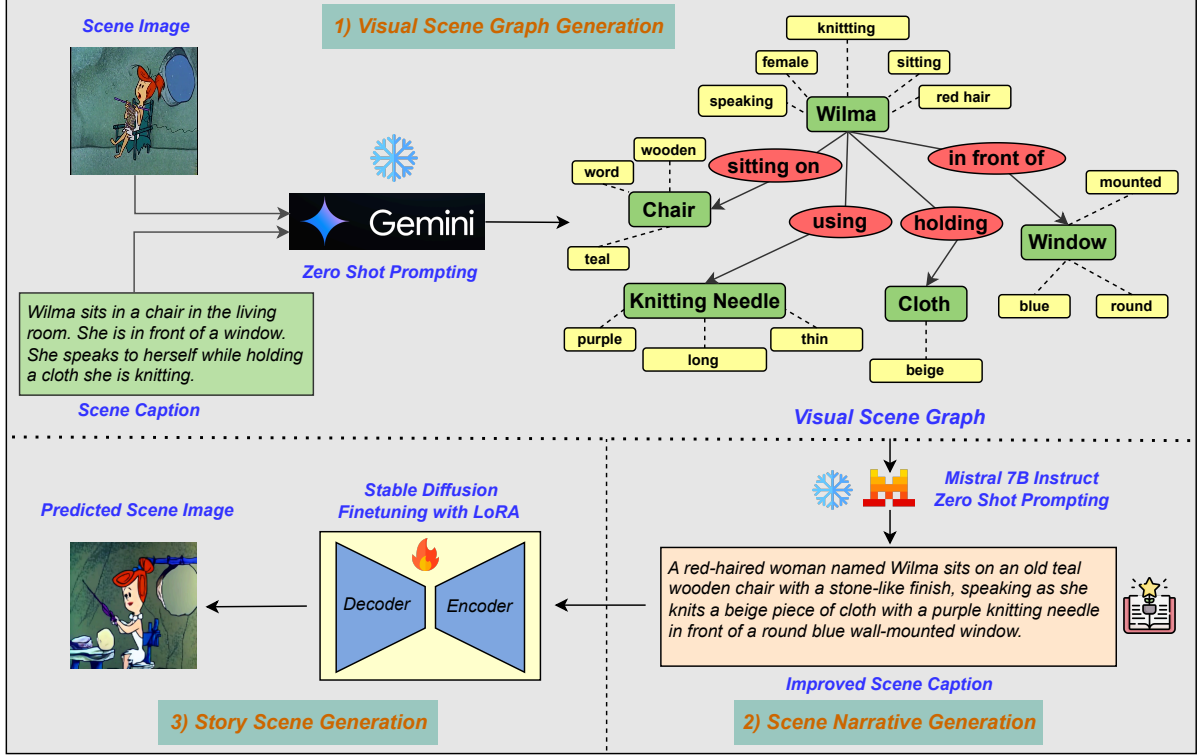 Scene Image
1) Visual Scene Graph Generation
knittting
female
sitting
speaking
red hair
Wilma
wooden
sitting on
in front of
word
mounted
Chair
Gemini
using
holding
Window
teal
Zero Shot Prompting
Knitting Needle
Cloth
blue
round
Wilma sits in a chair in the living
room. She is in front of a window.
She speaks to herself while holding
a cloth she is knitting.
purple
thin
long
beige
Scene Caption
Visual Scene Graph
Mistral 7B Instruct
Zero Shot Prompting
Stable Diffusion
Finetuning with LoRA
Predicted Scene Image
A red-haired woman named Wilma sits on an old teal
wooden chair with a stone-like finish, speaking as she
knits a beige piece of cloth with a purple knitting needle
in front of a round blue wall-mounted window.
Decoder
Encoder
Improved Scene Caption
3) Story Scene Generation
2) Scene Narrative Generation